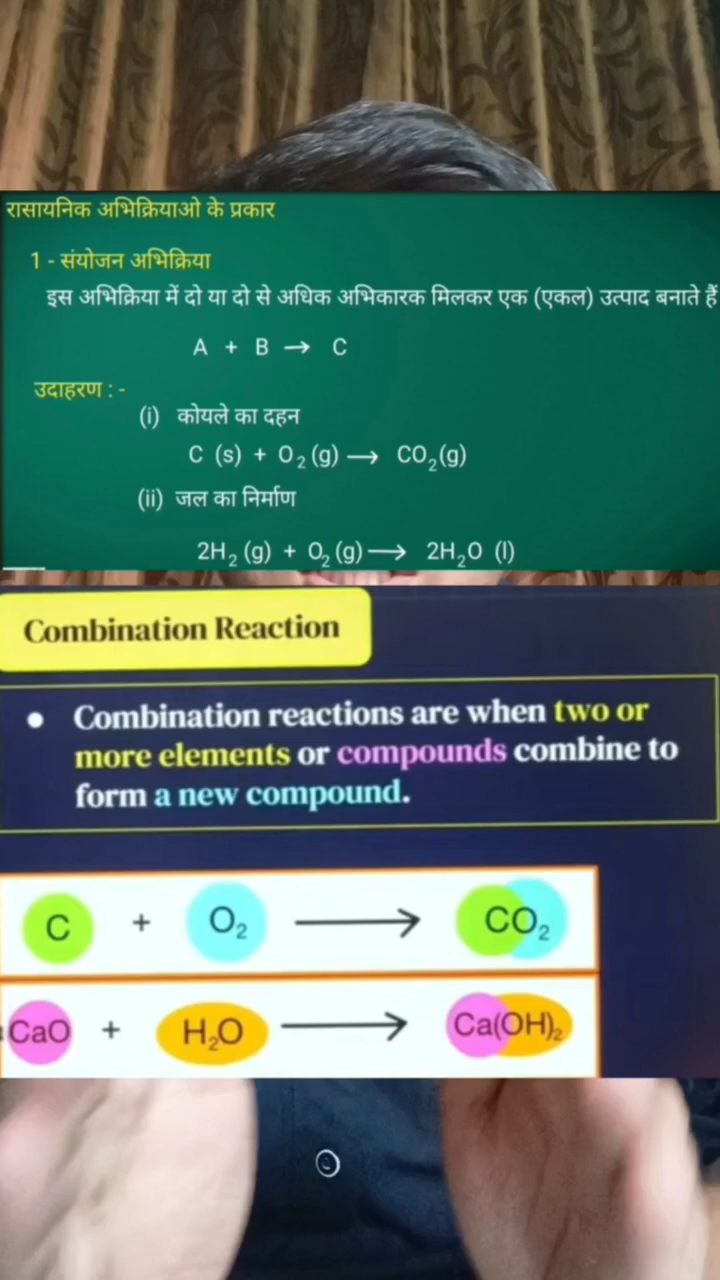 रासायनिक अभिक्रियाओ के प्रकार
1 - संयोजन अभिक्रिया
इस अभिक्रिया में दो या दो से अधिक अभिकारक मिलकर एक (एकल) उत्पाद बनाते हैं
A + B → C
उदाहरण : -
(i) कोयले का दहन
C (s) + O₂ (g) → CO₂(g)
(ii) जल का निर्माण
2H₂ (g) + O₂ (g) → 2H₂O (l)
Combination Reaction
• Combination reactions are when two or
more elements or compounds combine to
form a new compound.
C + O₂ → CO₂
CaO + H₂O → Ca(OH)₂